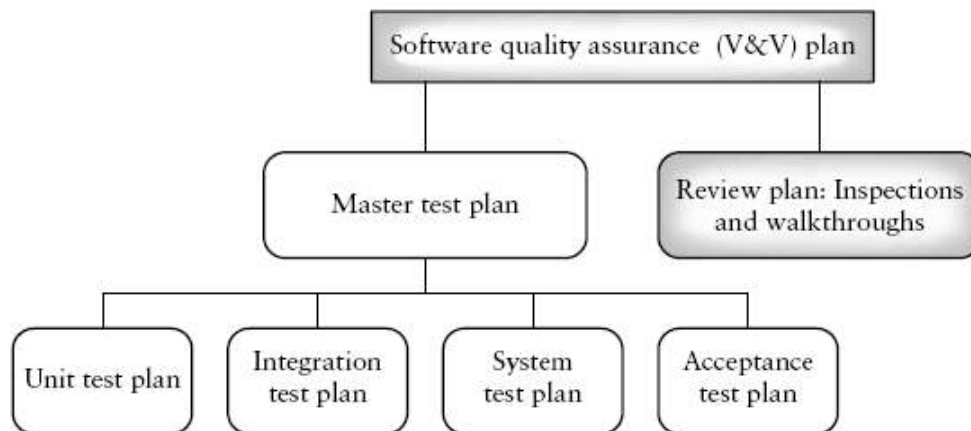 Software quality assurance (V&V) plan
Master test plan
Review plan: Inspections
and walkthroughs
Unit test plan
Integration
test plan
System
test plan
Acceptance
test plan